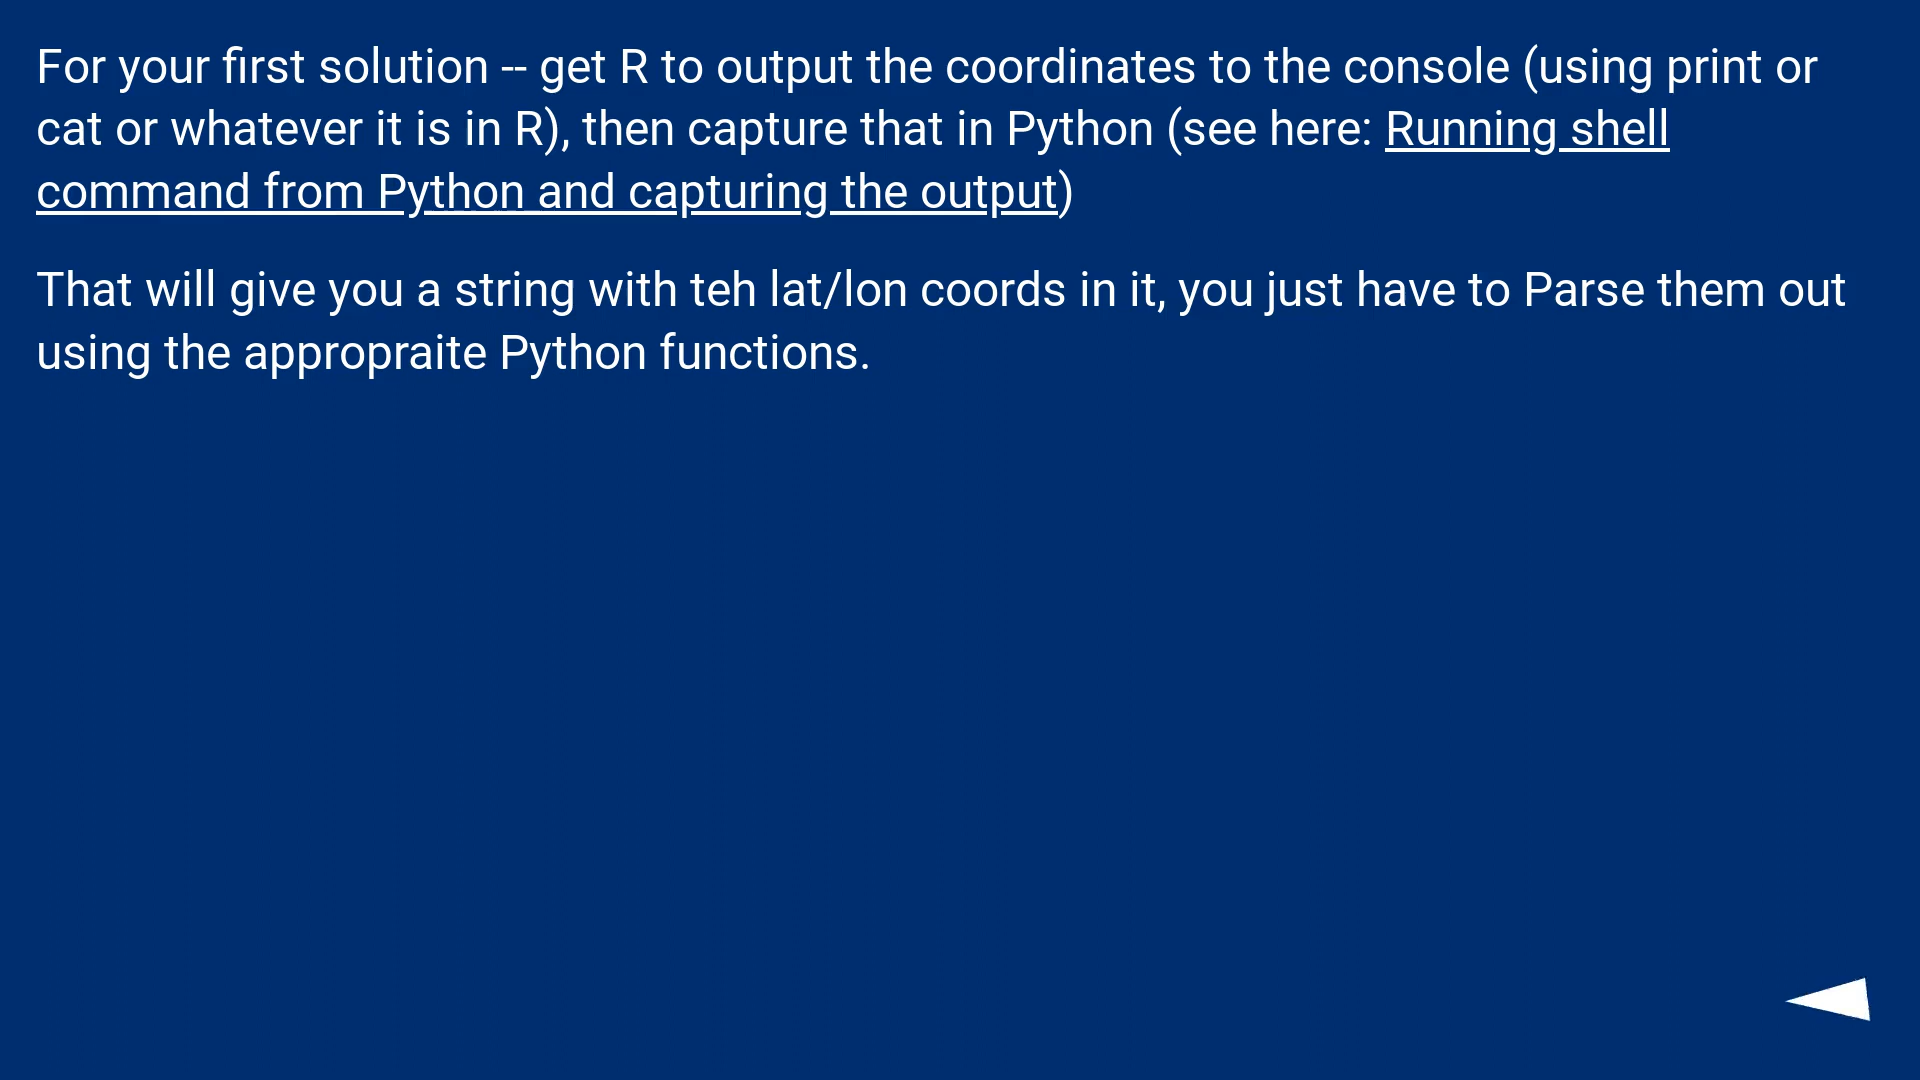 For your first solution -- get R to output the coordinates to the console (using print or
cat or whatever it is in R), then capture that in Python (see here: Running shell
command from Python and capturing the output)
That will give you a string with teh lat/lon coords in it, you just have to Parse them out
using the appropraite Python functions.